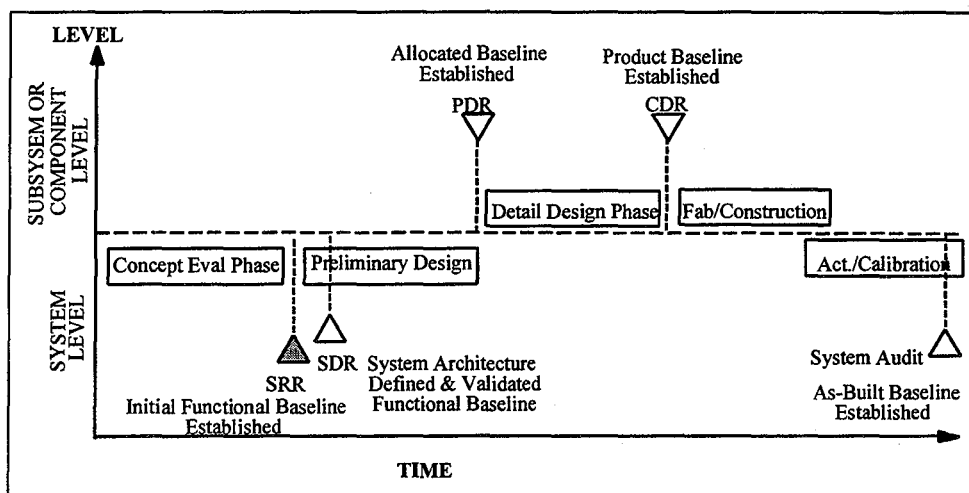 LEVEL
SUBSYSEM OR
COMPONENT
LEVEL
Allocated Baseline
Established
PDR
Product Baseline
Established
CDR
Detail Design Phase
Fab/Construction
Concept Eval Phase
Preliminary Design
Act./Calibration
SYSTEM
LEVEL
SRR
Initial Functional Baseline
Established
SDR
System Architecture
Defined & Validated
Functional Baseline
System Audit
As-Built Baseline
Established
TIME